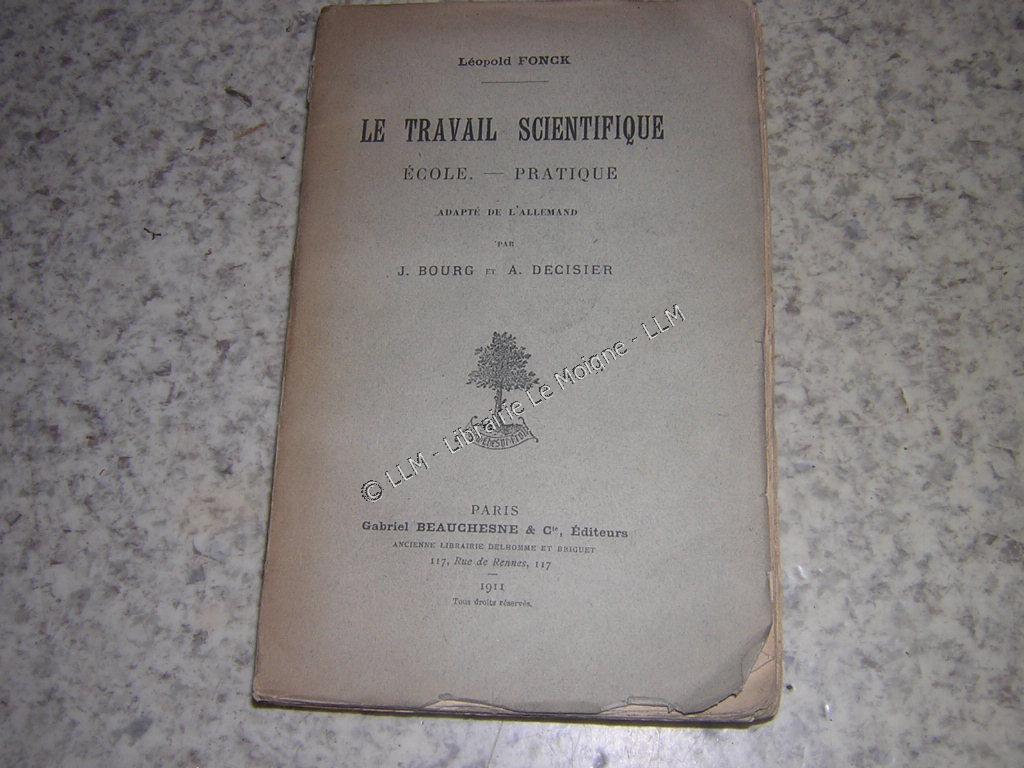 Léopold FONCK
LE TRAVAIL SCIENTIFIQUE
ÉCOLE. — PRATIQUE
ADAPTÉ DE L'ALLEMAND
PAR
J. BOURG ET A. DECISIER
© LLM - Librairie Le Moigne - LLM
PARIS
Gabriel BEAUCHESNE & Cie, Éditeurs
ANCIENNE LIBRAIRIE DELHOMME ET BRIGUET
117, Rue de Rennes, 117
1911
Tous droits réservés.